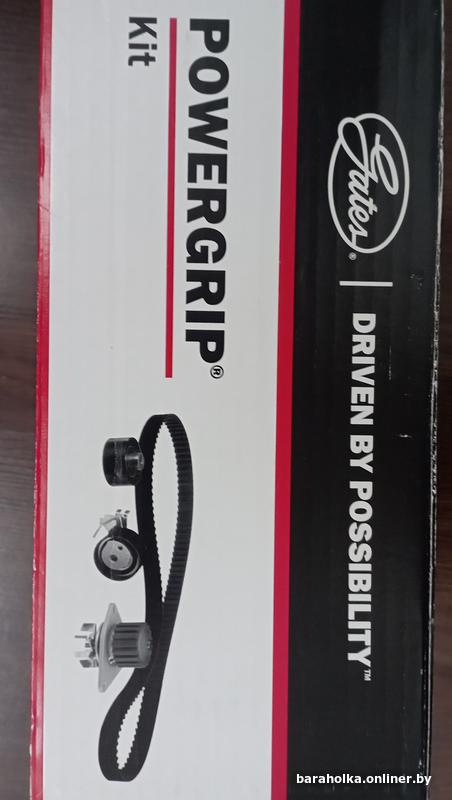 Gates®
DRIVEN BY POSSIBILITY™
POWERGRIP®
Kit
baraholka.onliner.by